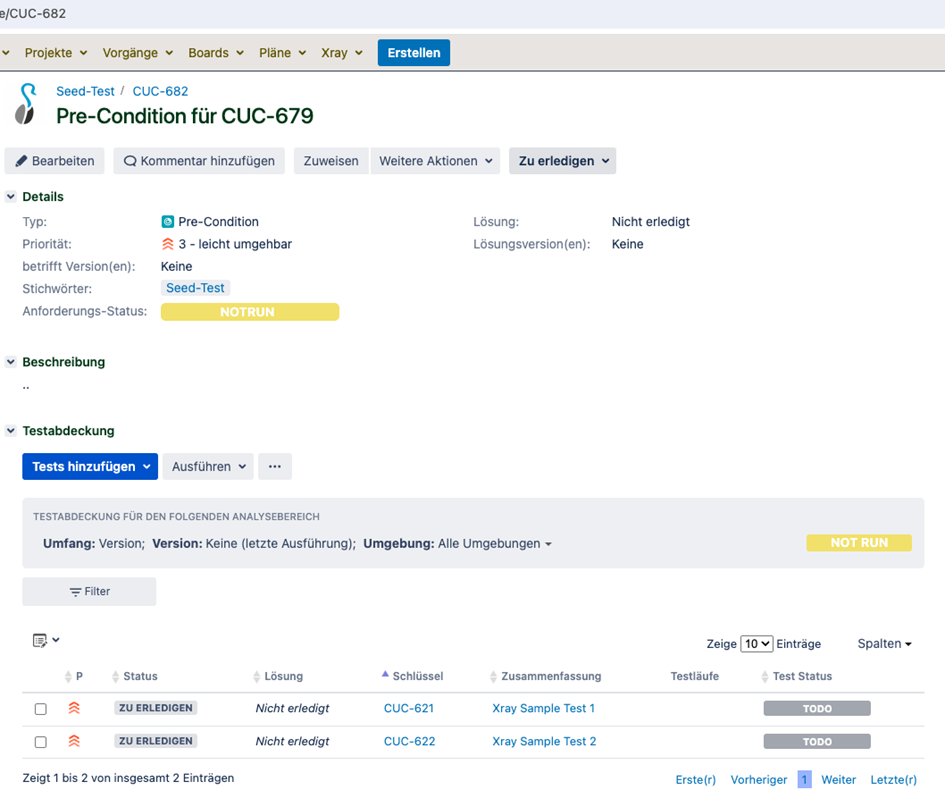 e/CUC-682
Projekte Vorgänge Boards Pläne Xray Erstellen
Seed-Test / CUC-682
Pre-Condition für CUC-679
Bearbeiten Kommentar hinzufügen Zuweisen Weitere Aktionen Zu erledigen
Details
Typ: Pre-Condition Lösung: Nicht erledigt
Priorität: 3 - leicht umgehbar Lösungsversion(en): Keine
betrifft Version(en): Keine
Stichwörter: Seed-Test
Anforderungs-Status: NOTRUN
Beschreibung
..
Testabdeckung
Tests hinzufügen Ausführen ...
TESTABDECKUNG FÜR DEN FOLGENDEN ANALYSEBEREICH
Umfang: Version; Version: Keine (letzte Ausführung); Umgebung: Alle Umgebungen NOT RUN
Filter
Zeige 10 Einträge Spalten
P Status Lösung Schlüssel Zusammenfassung Testläufe Test Status
ZU ERLEDIGEN Nicht erledigt CUC-621 Xray Sample Test 1 TODO
ZU ERLEDIGEN Nicht erledigt CUC-622 Xray Sample Test 2 TODO
Zeigt 1 bis 2 von insgesamt 2 Einträgen Erste(r) Vorheriger 1 Weiter Letzte(r)